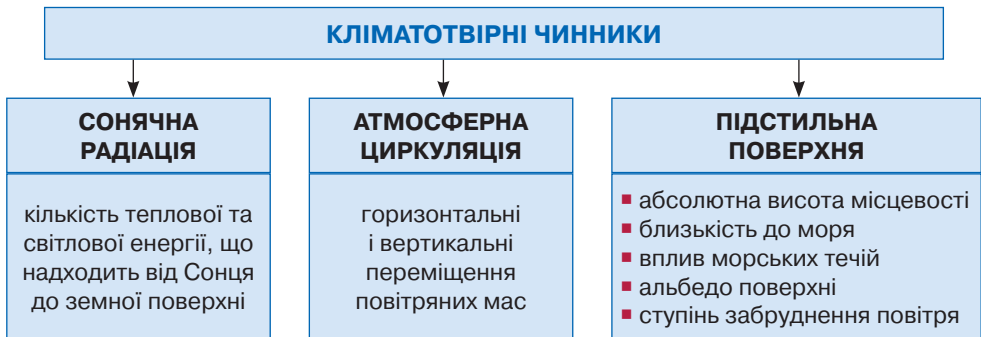 КЛІМАТОТВІРНІ ЧИННИКИ
СОНЯЧНА
РАДІАЦІЯ
кількість теплової та
світлової енергії, що
надходить від Сонця
до земної поверхні
АТМОСФЕРНА
ЦИРКУЛЯЦІЯ
горизонтальні
і вертикальні
переміщення
повітряних мас
ПІДСТИЛЬНА
ПОВЕРХНЯ
абсолютна висота місцевості
близькість до моря
вплив морських течій
альбедо поверхні
ступінь забруднення повітря